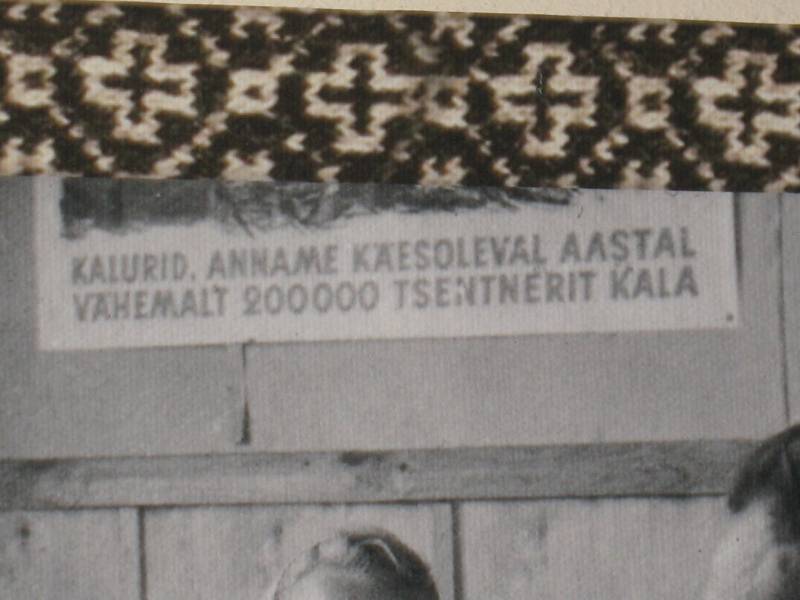 KALURID. ANNAME KÄESOLEVAL AASTAL
VÄHEMALT 200000 TSENTNERIT KALA